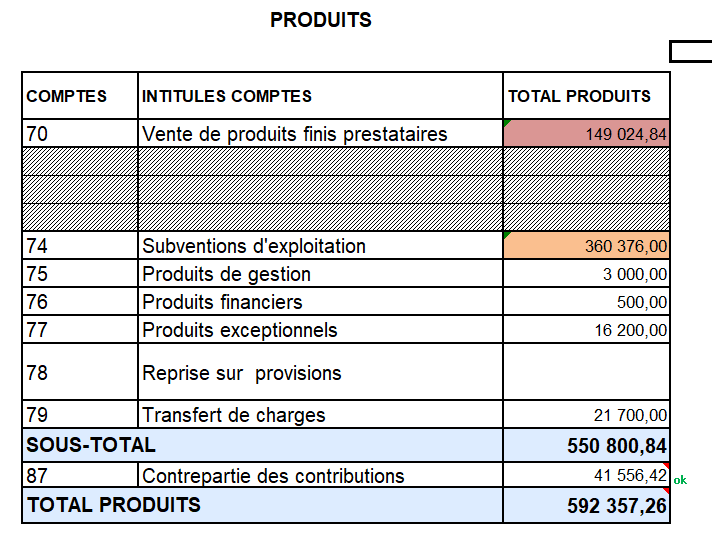 PRODUITS
COMPTES INTITULES COMPTES TOTAL PRODUITS
70 Vente de produits finis prestataires 149 024,84
74 Subventions d'exploitation 360 376,00
75 Produits de gestion 3 000,00
76 Produits financiers 500,00
77 Produits exceptionnels 16 200,00
78 Reprise sur  provisions
79 Transfert de charges 21 700,00
SOUS-TOTAL 550 800,84
87 Contrepartie des contributions 41 556,42 ok
TOTAL PRODUITS 592 357,26